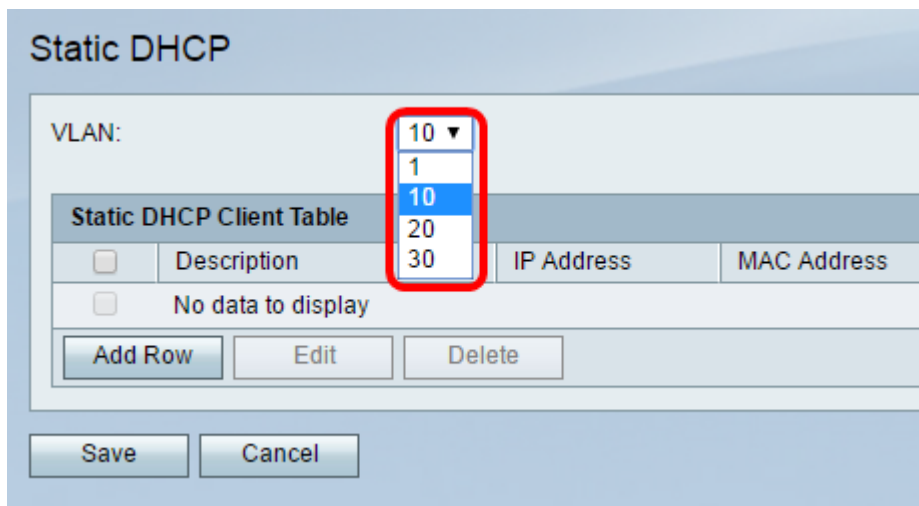 Static DHCP
VLAN:
10
1
10
20
30
Static DHCP Client Table
Description IP Address MAC Address
No data to display
Add Row Edit Delete
Save Cancel